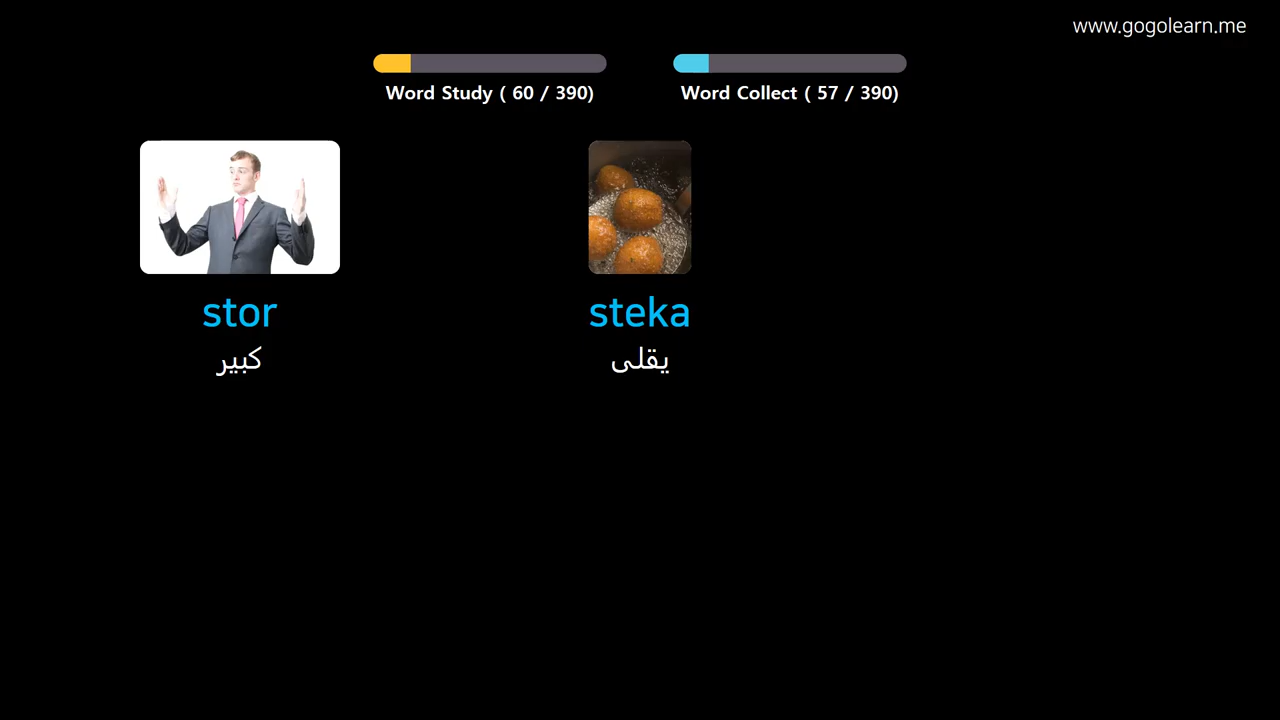 www.gogolearn.me
Word Study ( 60 / 390)
Word Collect ( 57 / 390)
stor
steka
كبير
يقلى